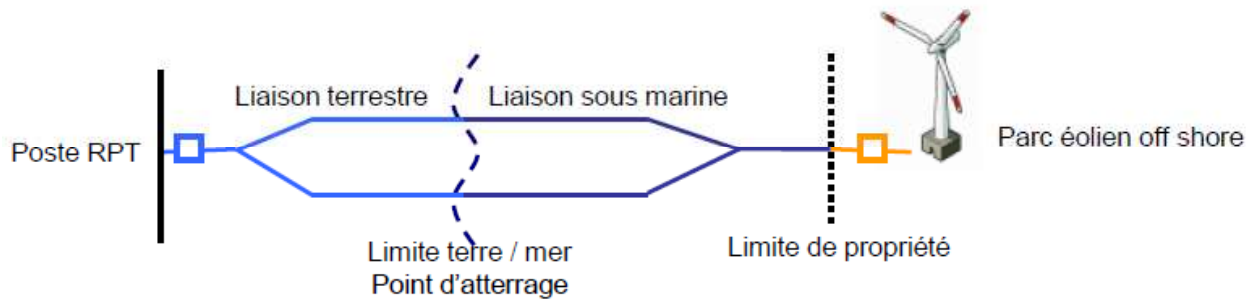 Liaison terrestre
Liaison sous marine
Poste RPT
Parc éolien off shore
Limite terre / mer
Point d'atterrage
Limite de propriété